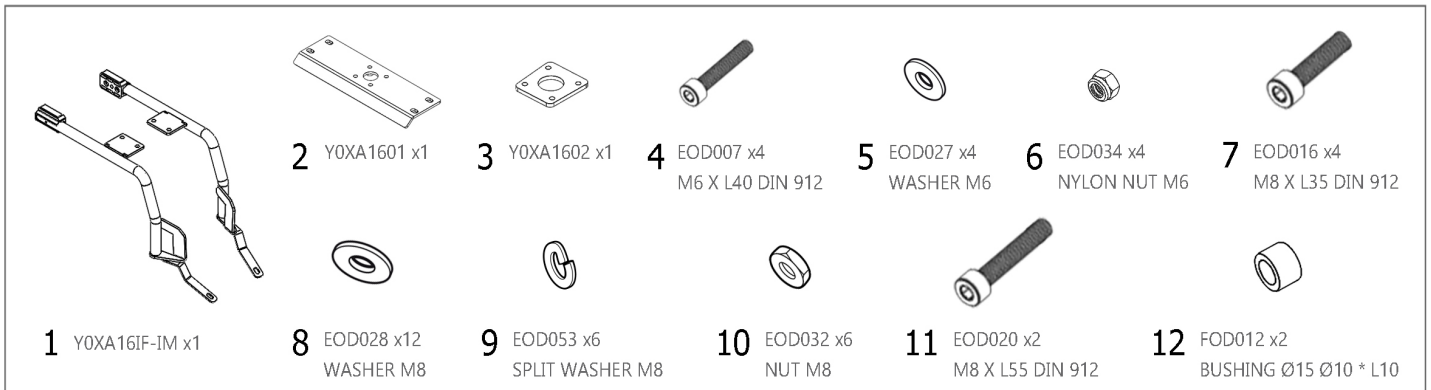 2 Y0XA1601 x1
3 Y0XA1602 x1
4 EOD007 x4
M6 X L40 DIN 912
5 EOD027 x4
WASHER M6
6 EOD034 x4
NYLON NUT M6
7 EOD016 x4
M8 X L35 DIN 912
1 Y0XA16IF-IM x1
8 EOD028 x12
WASHER M8
9 EOD053 x6
SPLIT WASHER M8
10 EOD032 x6
NUT M8
11 EOD020 x2
M8 X L55 DIN 912
12 FOD012 x2
BUSHING Ø15 Ø10 * L10